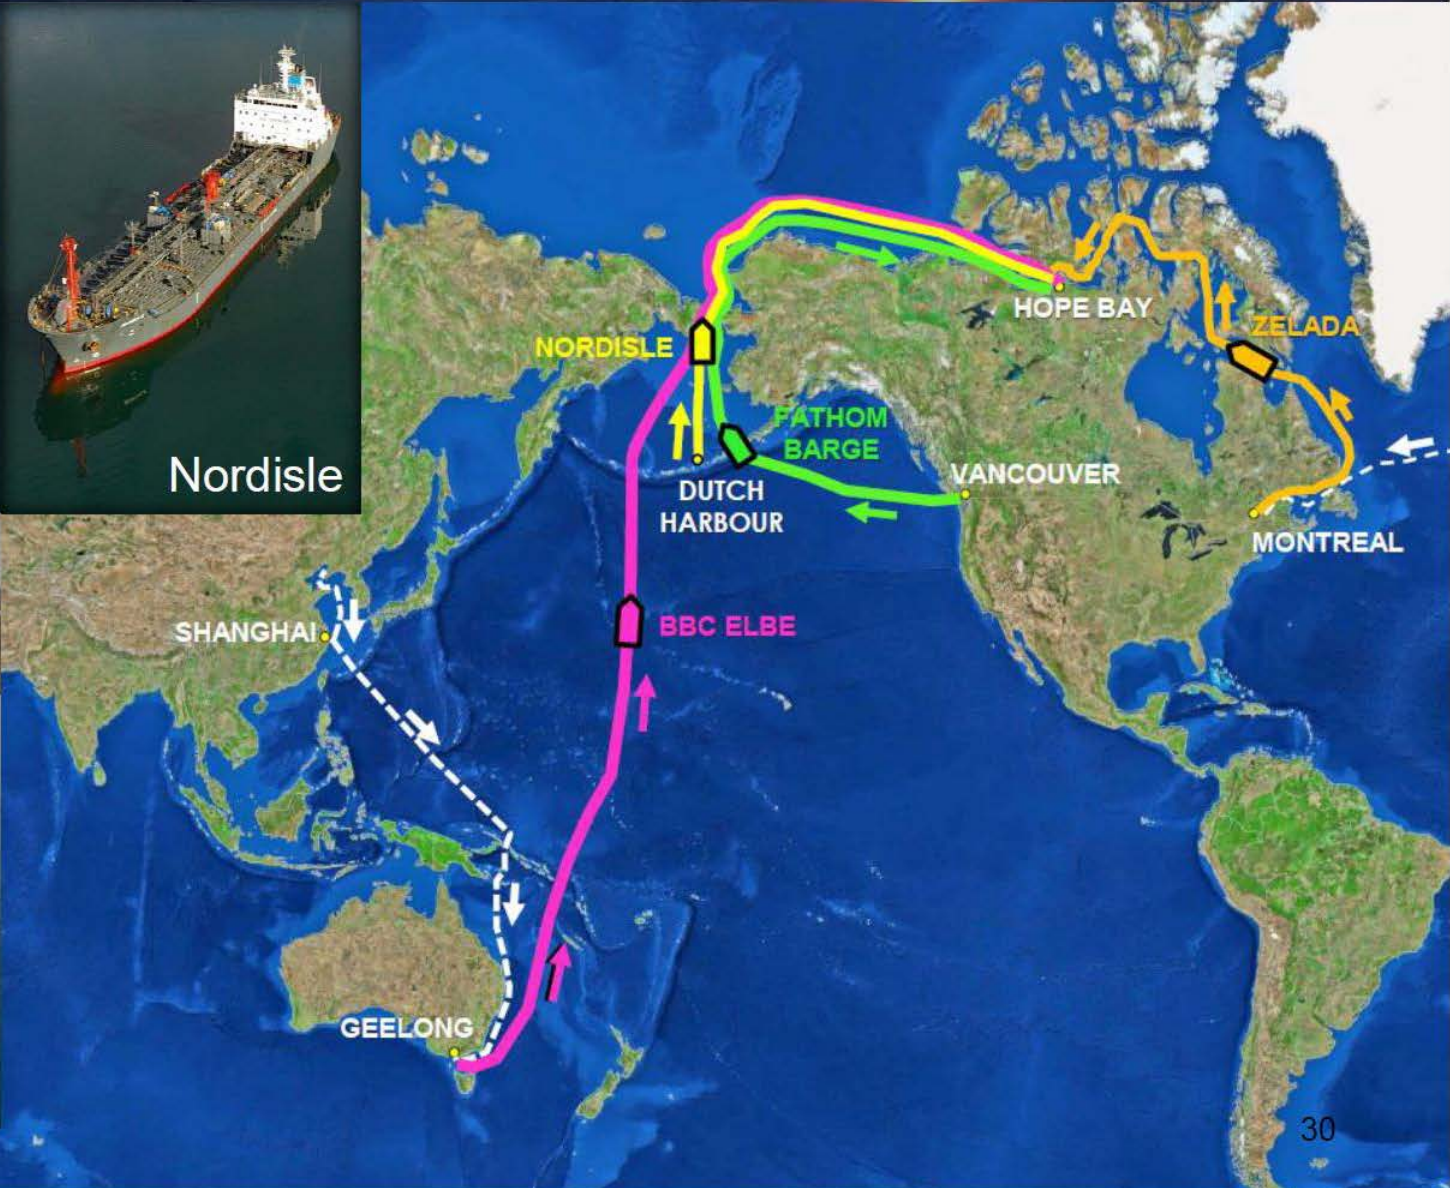 Nordisle
HOPE BAY
ZELADA
NORDISLE
FATHOM
BARGE
VANCOUVER
DUTCH
HARBOUR
MONTREAL
SHANGHAI
BBC ELBE
GEELONG
30